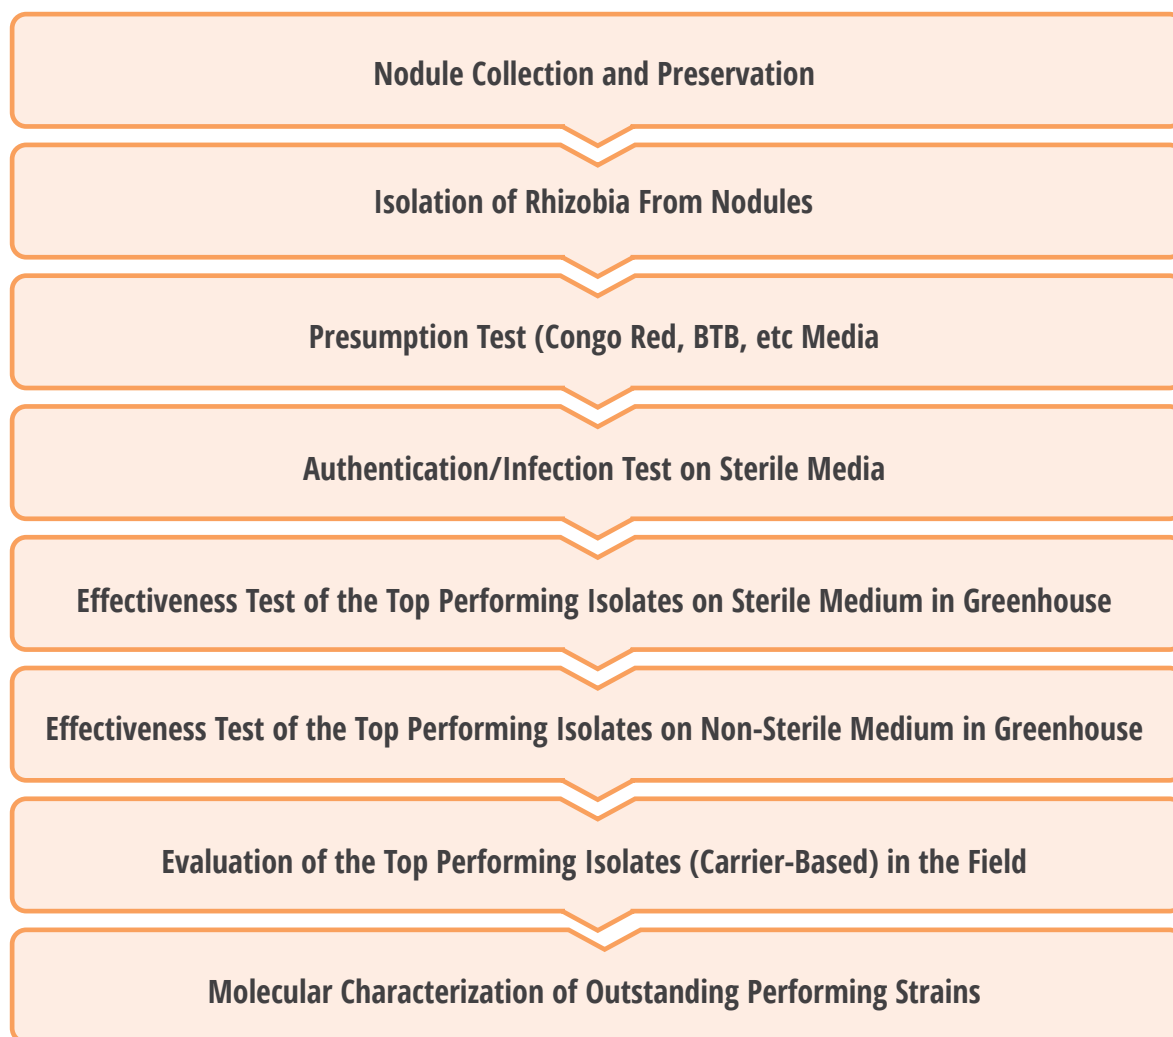 Nodule Collection and Preservation
Isolation of Rhizobia From Nodules
Presumption Test (Congo Red, BTB, etc Media
Authentication/Infection Test on Sterile Media
Effectiveness Test of the Top Performing Isolates on Sterile Medium in Greenhouse
Effectiveness Test of the Top Performing Isolates on Non-Sterile Medium in Greenhouse
Evaluation of the Top Performing Isolates (Carrier-Based) in the Field
Molecular Characterization of Outstanding Performing Strains